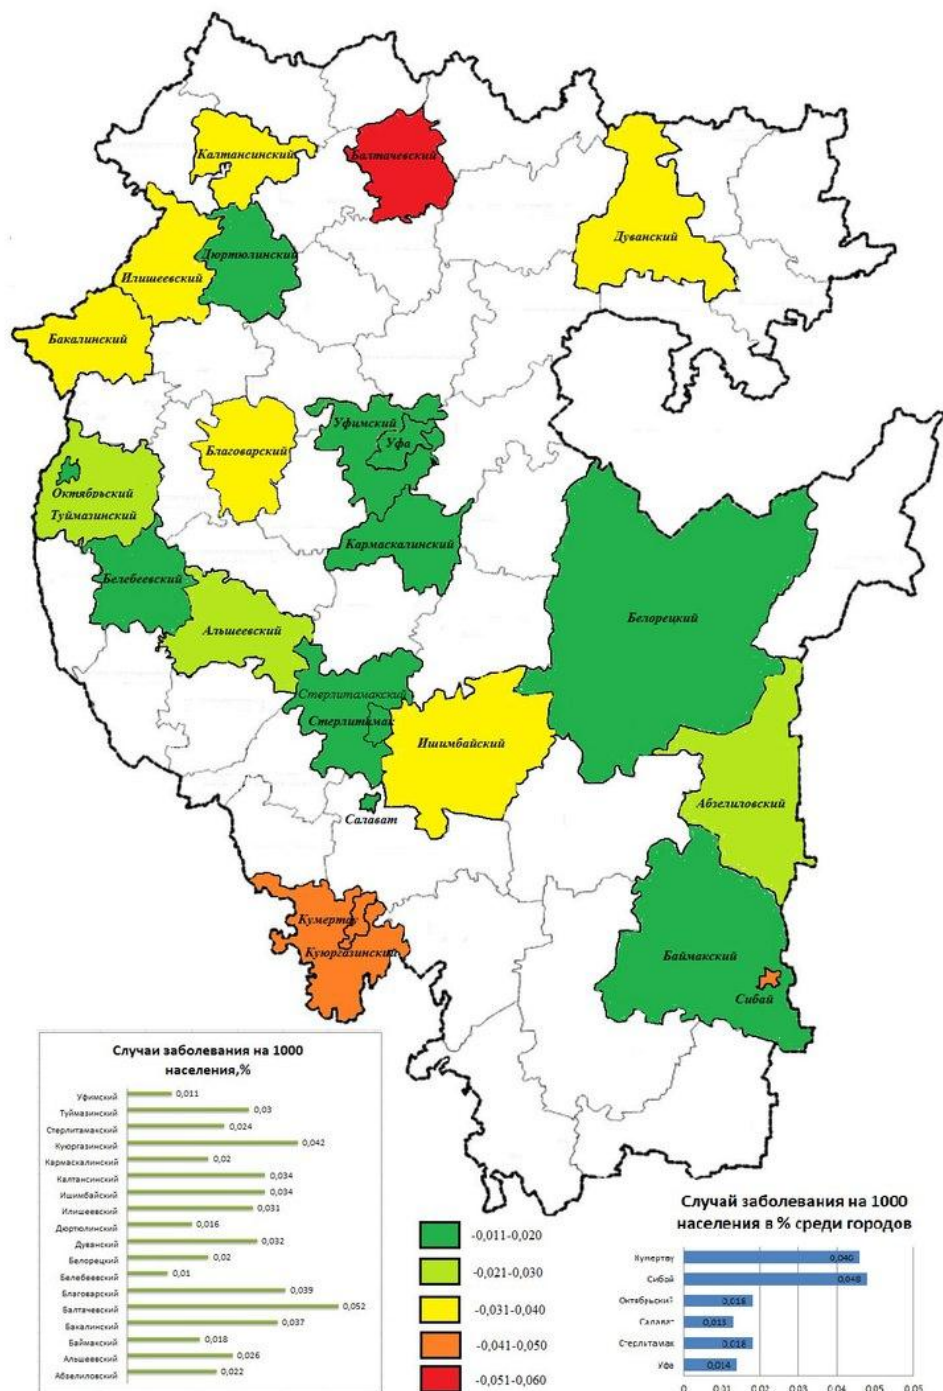 Калтансинский
Балтачевский
Дуванский
Дюртюлинский
Илишеевский
Бакалинский
Уфимский
Уфа
Благоварский
Октябрьский
Туймазинский
Кармаскалинский
Белебеевский
Белорецкий
Альшеевский
Стерлитамакский
Стерлитамак
Ишимбайский
Абзелиловский
Салават
Кумертау
Куюргазинский
Баймакский
Сибай
Случаи заболевания на 1000
населения,%
Уфимский 0,011
Туймазинский 0,03
Стерлитамакский 0,024
Куюргазинский 0,042
Кармаскалинский 0,02
Калтансинский 0,034
Ишимбайский 0,034
Илишеевский 0,031
Дюртюлинский 0,016
Дуванский 0,032
Белорецкий 0,02
Белебеевский 0,01
Благоварский 0,039
Балтачевский 0,052
Бакалинский 0,037
Баймакский 0,018
Альшеевский 0,026
Абзелиловский 0,022
-0,011-0,020
-0,021-0,030
-0,031-0,040
-0,041-0,050
-0,051-0,060
Случай заболевания на 1000
населения в % среди городов
Кумертау
Сибай 0,048
Октябрьский 0,018
Салават 0,013
Стерлитамак 0,018
Уфа 0,014
0 0,01 0,02 0,03 0,04 0,05 0,05